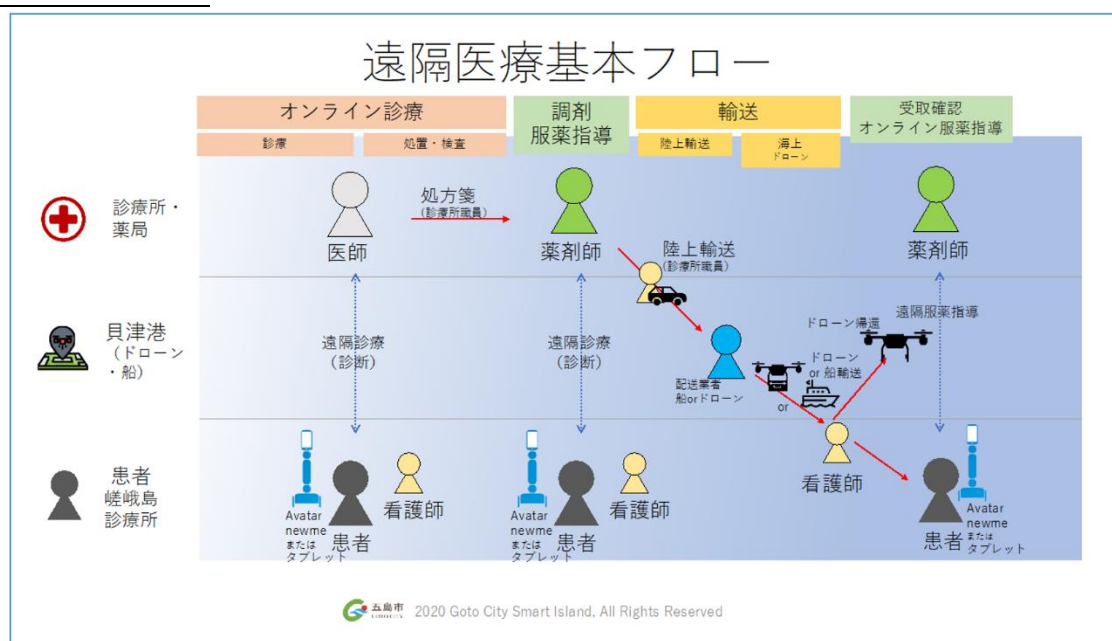 遠隔医療基本フロー
オンライン診療
調剤
服薬指導
輸送
受取確認
オンライン服薬指導
診療
処置・検査
陸上輸送
海上
ドローン
診療所・
薬局
医師
処方箋
(診療所職員)
薬剤師
陸上輸送
(診療所職員)
薬剤師
貝津港
(ドローン
・船)
遠隔診療
(診断)
遠隔診療
(診断)
配送業者
船orドローン
ドローン
or 船輸送
or
ドローン帰還
遠隔服薬指導
患者
嵯峨島
診療所
Avatar
newme
または
タブレット
患者
看護師
Avatar
newme
または
タブレット
患者
看護師
看護師
患者
Avatar
newme
または
タブレット
五島市
2020 Goto City Smart Island, All Rights Reserved